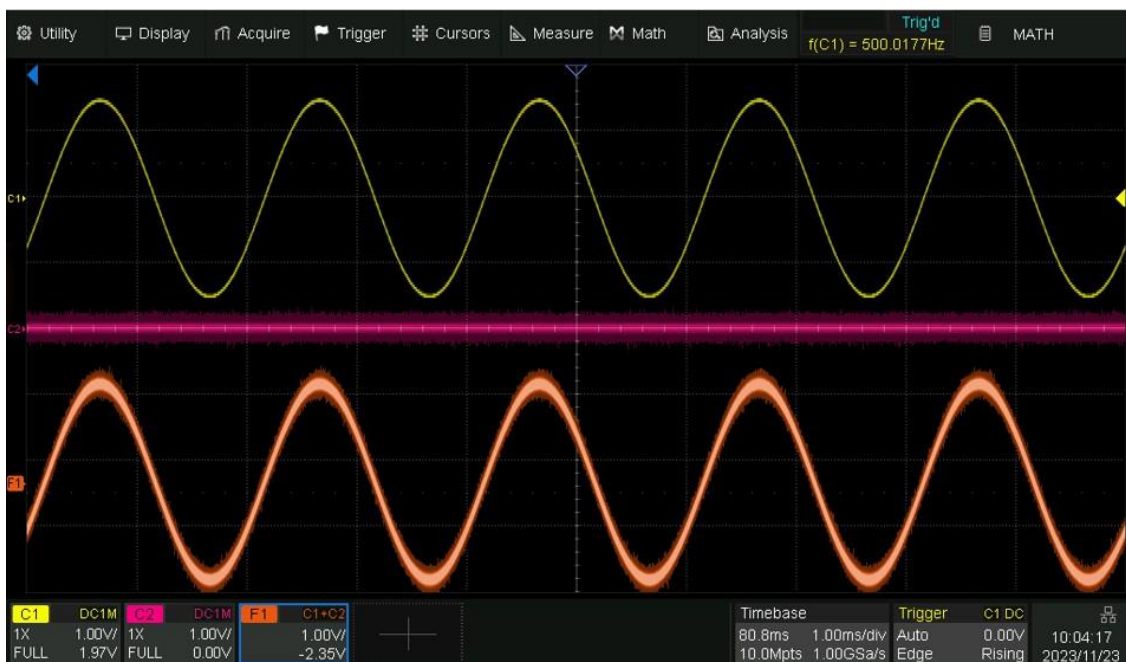 Utility Display Acquire Trigger Cursors Measure Math Analysis Trig'd MATH
f(C1) = 500.0177Hz
C1
C2
F1
C1 DC1M C2 DC1M F1 C1+C2 Timebase Trigger C1 DC
1X 1.00V/ 1X 1.00V/ 1.00V/ 80.8ms 1.00ms/div Auto 0.00V 10:04:17
FULL 1.97V FULL 0.00V -2.35V 10.0Mpts 1.00GSa/s Edge Rising 2023/11/23